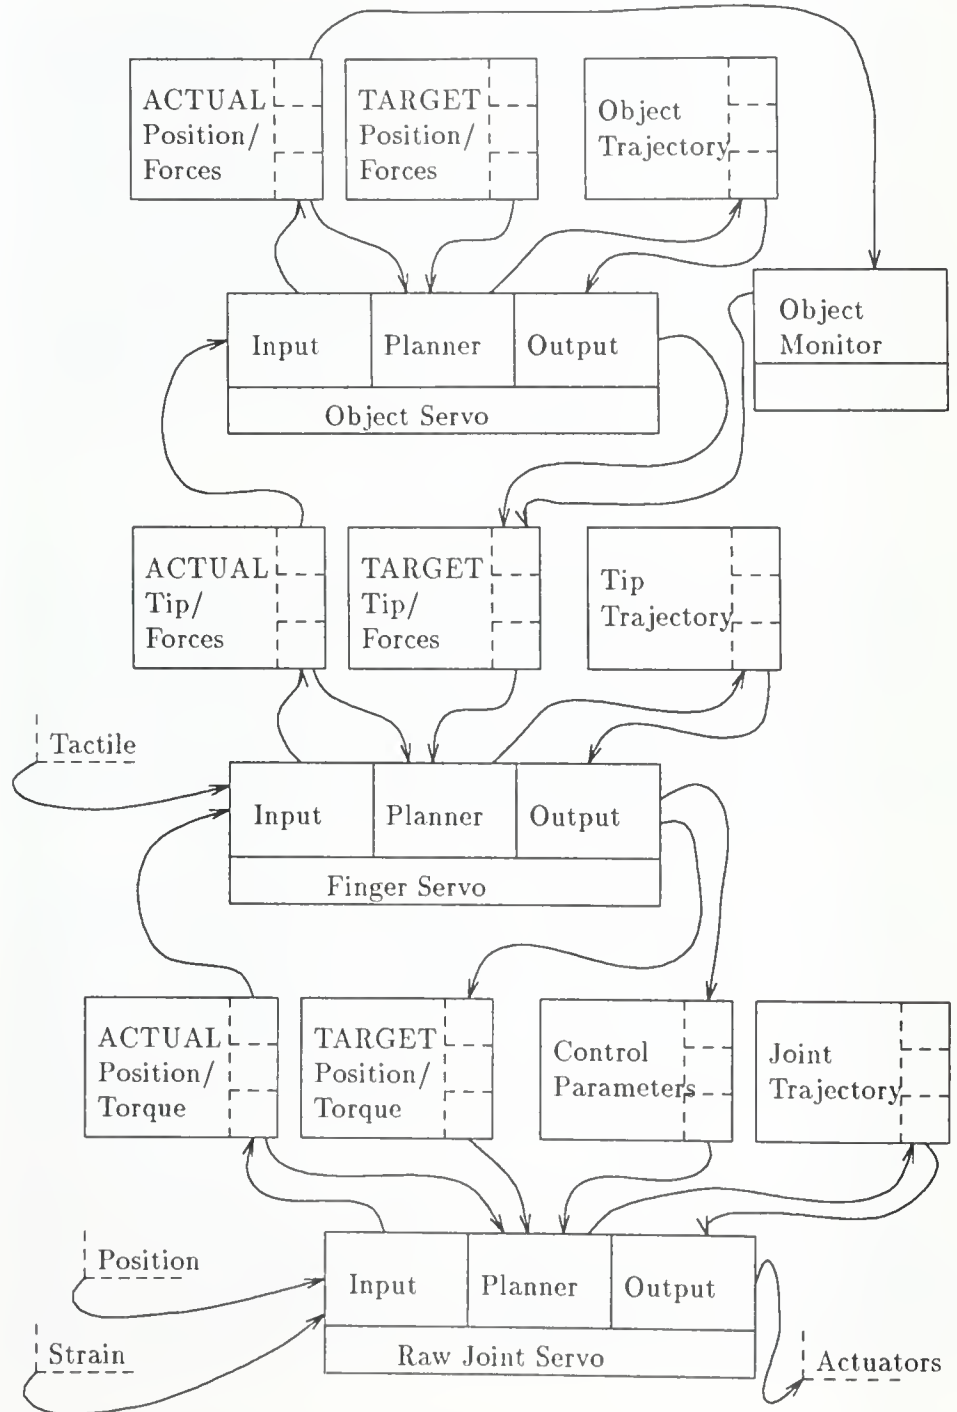 ACTUAL
Position/
Forces
TARGET
Position/
Forces
Object
Trajectory
Object
Monitor
Input
Planner
Output
Object Servo
ACTUAL
Tip/
Forces
TARGET
Tip/
Forces
Tip
Trajectory
Tactile
Input
Planner
Output
Finger Servo
ACTUAL
Position/
Torque
TARGET
Position/
Torque
Control
Parameters
Joint
Trajectory
Position
Strain
Input
Planner
Output
Raw Joint Servo
Actuators